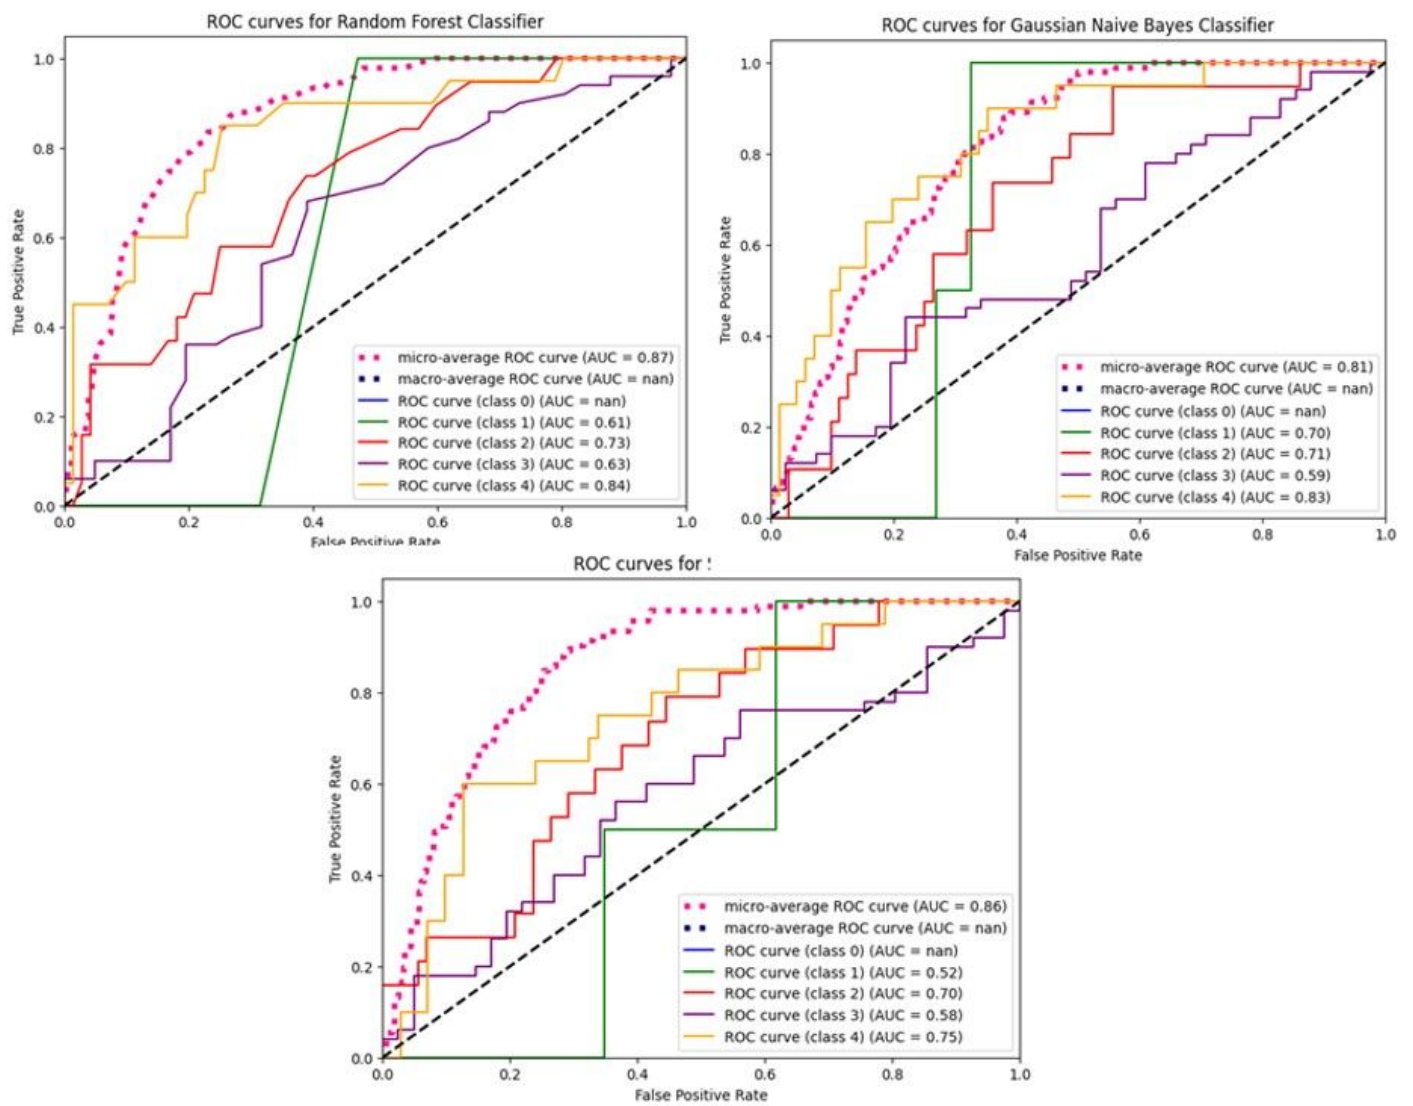 ROC curves for Random Forest Classifier
True Positive Rate
1.0
0.8
0.6
0.4
0.2
0.0
micro-average ROC curve (AUC = 0.87)
macro-average ROC curve (AUC = nan)
ROC curve (class 0) (AUC = nan)
ROC curve (class 1) (AUC = 0.61)
ROC curve (class 2) (AUC = 0.73)
ROC curve (class 3) (AUC = 0.63)
ROC curve (class 4) (AUC = 0.84)
0.0 0.2 0.4 0.6 0.8 1.0
False Positive Rate
ROC curves for Gaussian Naive Bayes Classifier
True Positive Rate
1.0
0.8
0.6
0.4
0.2
0.0
micro-average ROC curve (AUC = 0.81)
macro-average ROC curve (AUC = nan)
ROC curve (class 0) (AUC = nan)
ROC curve (class 1) (AUC = 0.70)
ROC curve (class 2) (AUC = 0.71)
ROC curve (class 3) (AUC = 0.59)
ROC curve (class 4) (AUC = 0.83)
0.0 0.2 0.4 0.6 0.8 1.0
False Positive Rate
ROC curves for
True Positive Rate
1.0
0.8
0.6
0.4
0.2
0.0
micro-average ROC curve (AUC = 0.86)
macro-average ROC curve (AUC = nan)
ROC curve (class 0) (AUC = nan)
ROC curve (class 1) (AUC = 0.52)
ROC curve (class 2) (AUC = 0.70)
ROC curve (class 3) (AUC = 0.58)
ROC curve (class 4) (AUC = 0.75)
0.0 0.2 0.4 0.6 0.8 1.0
False Positive Rate